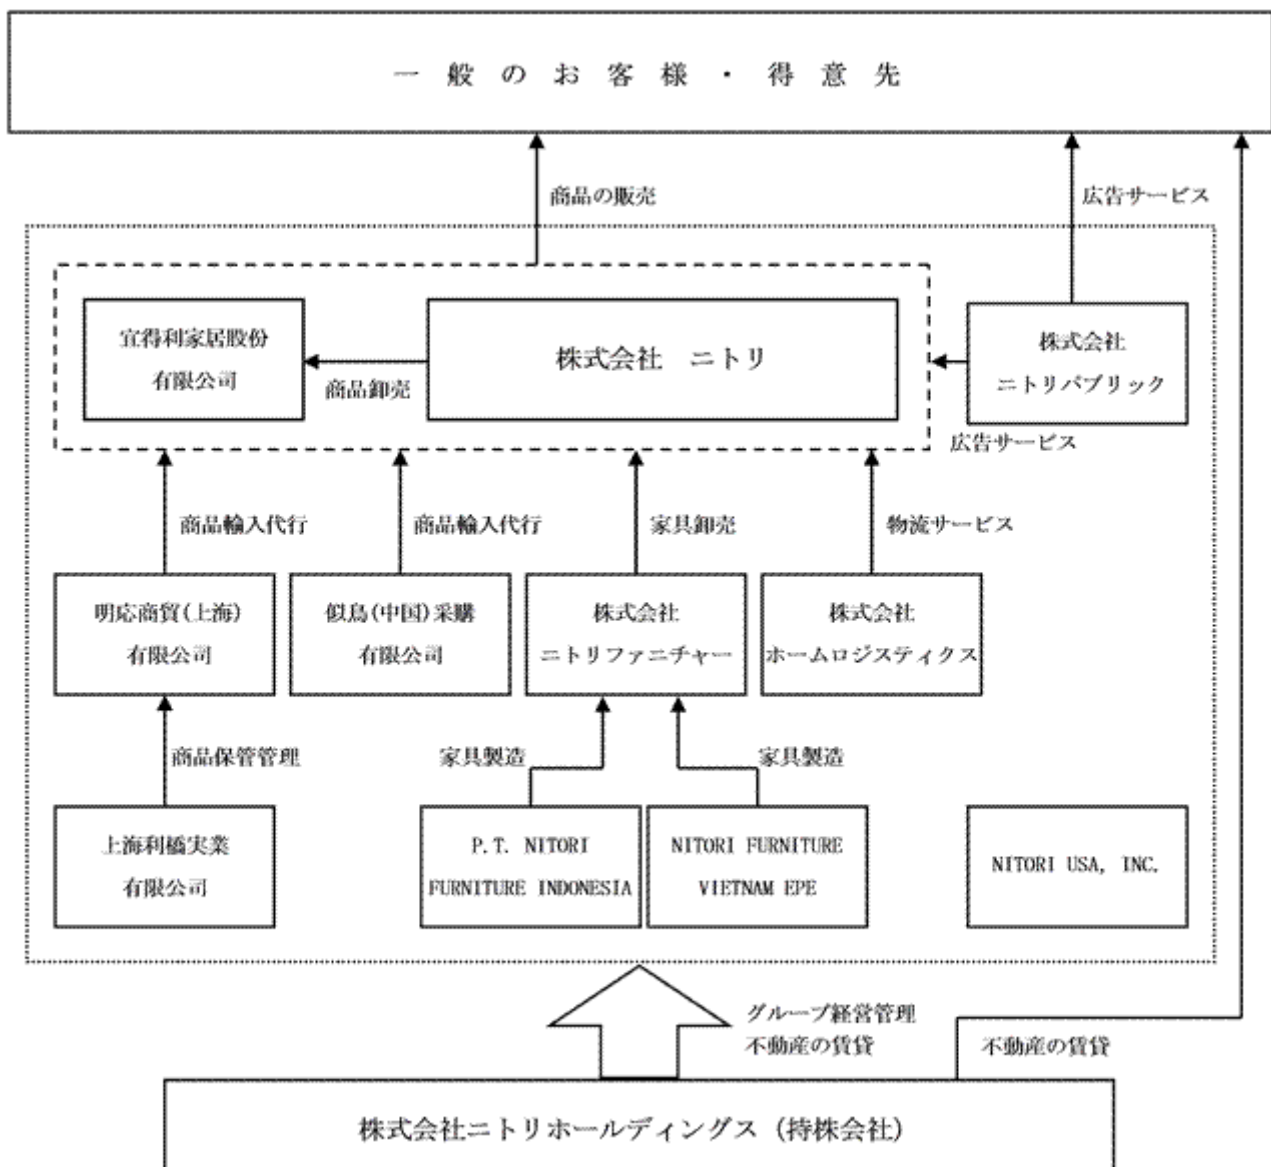 一般のお客様・得意先
商品の販売
広告サービス
宜得利家居股份
有限公司
商品卸売
株式会社 ニトリ
株式会社
ニトリパブリック
広告サービス
商品輸入代行
商品輸入代行
家具卸売
物流サービス
明応商貿(上海)
有限公司
似鳥(中国)采購
有限公司
株式会社
ニトリファニチャー
株式会社
ホームロジスティクス
商品保管管理
家具製造
家具製造
上海利橋実業
有限公司
P.T. NITORI
FURNITURE INDONESIA
NITORI FURNITURE
VIETNAM EPE
NITORI USA, INC.
グループ経営管理
不動産の賃貸
不動産の賃貸
株式会社ニトリホールディングス（持株会社）